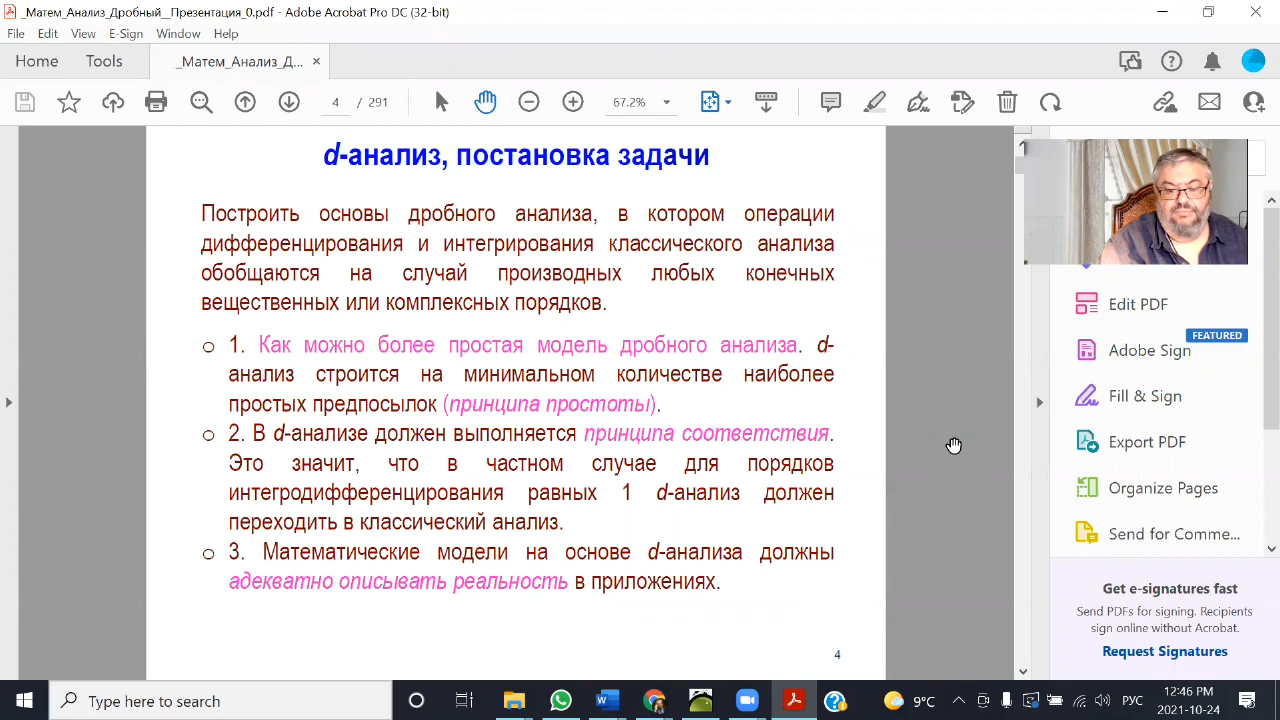 _Матем_Анализ_Дробный__Презентация_0.pdf - Adobe Acrobat Pro DC (32-bit)
File Edit View E-Sign Window Help
Home Tools _Матем_Анализ_Д...
4 / 291 67.2%
d-анализ, постановка задачи
Построить основы дробного анализа, в котором операции
дифференцирования и интегрирования классического анализа
обобщаются на случай производных любых конечных
вещественных или комплексных порядков.
1. Как можно более простая модель дробного анализа. d-
анализ строится на минимальном количестве наиболее
простых предпосылок (принципа простоты).
2. В d-анализе должен выполняется принципа соответствия.
Это значит, что в частном случае для порядков
интегродифференцирования равных 1 d-анализ должен
переходить в классический анализ.
3. Математические модели на основе d-анализа должны
адекватно описывать реальность в приложениях.
4
Edit PDF
FEATURED
Adobe Sign
Fill & Sign
Export PDF
Organize Pages
Send for Comme...
Get e-signatures fast
Send PDFs for signing. Recipients
sign online without Acrobat.
Request Signatures
Type here to search
9°C
РУС
12:46 PM
2021-10-24